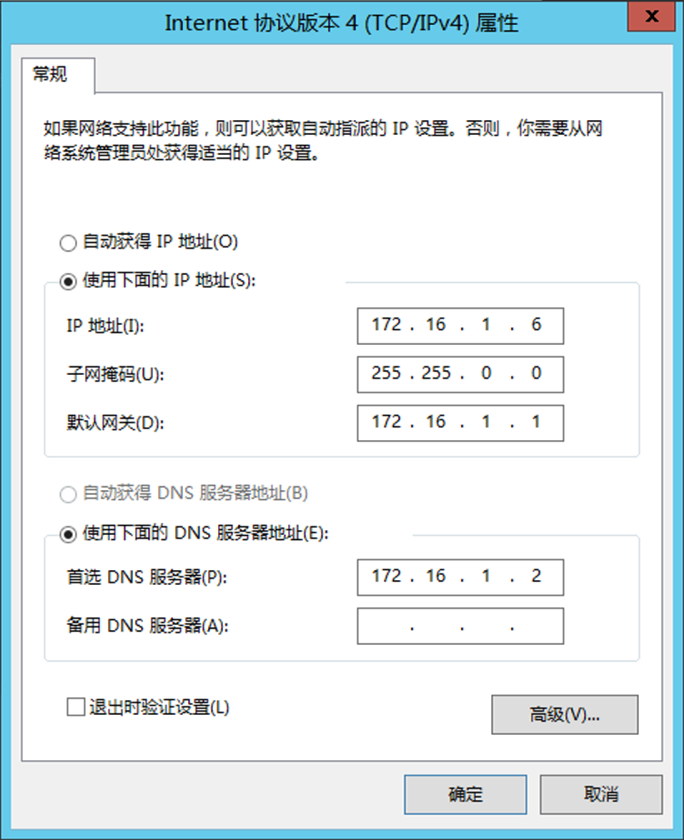 Internet 协议版本 4 (TCP/IPv4) 属性
x
常规
如果网络支持此功能，则可以获取自动指派的 IP 设置。否则，你需要从网
络系统管理员处获得适当的 IP 设置。
自动获得 IP 地址(O)
使用下面的 IP 地址(S):
IP 地址(I): 172 . 16 . 1 . 6
子网掩码(U): 255 . 255 . 0 . 0
默认网关(D): 172 . 16 . 1 . 1
自动获得 DNS 服务器地址(B)
使用下面的 DNS 服务器地址(E):
首选 DNS 服务器(P): 172 . 16 . 1 . 2
备用 DNS 服务器(A): . . .
退出时验证设置(L)
高级(V)...
确定 取消